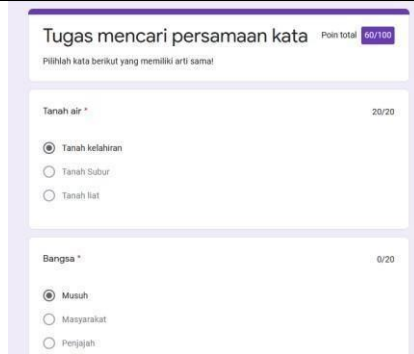 Tugas mencari persamaan kata
Poin total 60/100
Pilihlah kata berikut yang memiliki arti sama!
Tanah air *
20/20
Tanah kelahiran
Tanah Subur
Tanah liat
Bangsa *
0/20
Musuh
Masyarakat
Penjajah